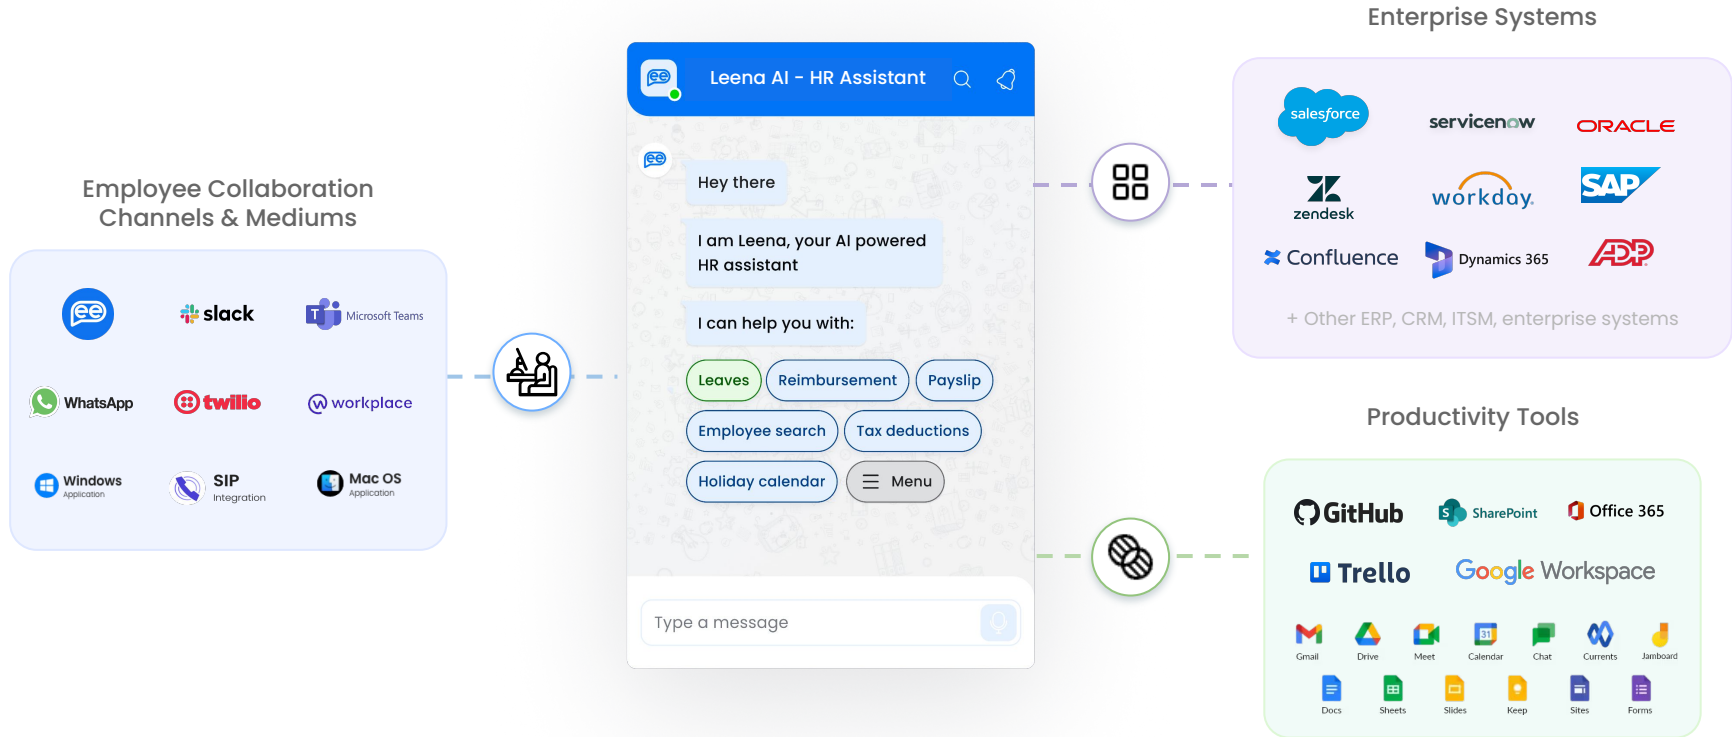 Employee Collaboration
Channels & Mediums
slack
Microsoft Teams
WhatsApp
twilio
workplace
Windows
Application
SIP
Integration
Mac OS
Application
Leena AI - HR Assistant
Hey there
I am Leena, your AI powered
HR assistant
I can help you with:
Leaves
Reimbursement
Payslip
Employee search
Tax deductions
Holiday calendar
Menu
Type a message
Enterprise Systems
salesforce
servicenow
ORACLE
zendesk
workday.
SAP
Confluence
Dynamics 365
ADP
+ Other ERP, CRM, ITSM, enterprise systems
Productivity Tools
GitHub
SharePoint
Office 365
Trello
Google Workspace
Gmail
Drive
Meet
Calendar
Chat
Currents
Jamboard
Docs
Sheets
Slides
Keep
Sites
Forms